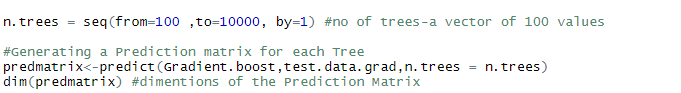 n.trees = seq(from=100 ,to=10000, by=1) #no of trees-a vector of 100 values
#Generating a Prediction matrix for each Tree
predmatrix<-predict(Gradient.boost,test.data.grad,n.trees = n.trees)
dim(predmatrix) #dimentions of the Prediction Matrix